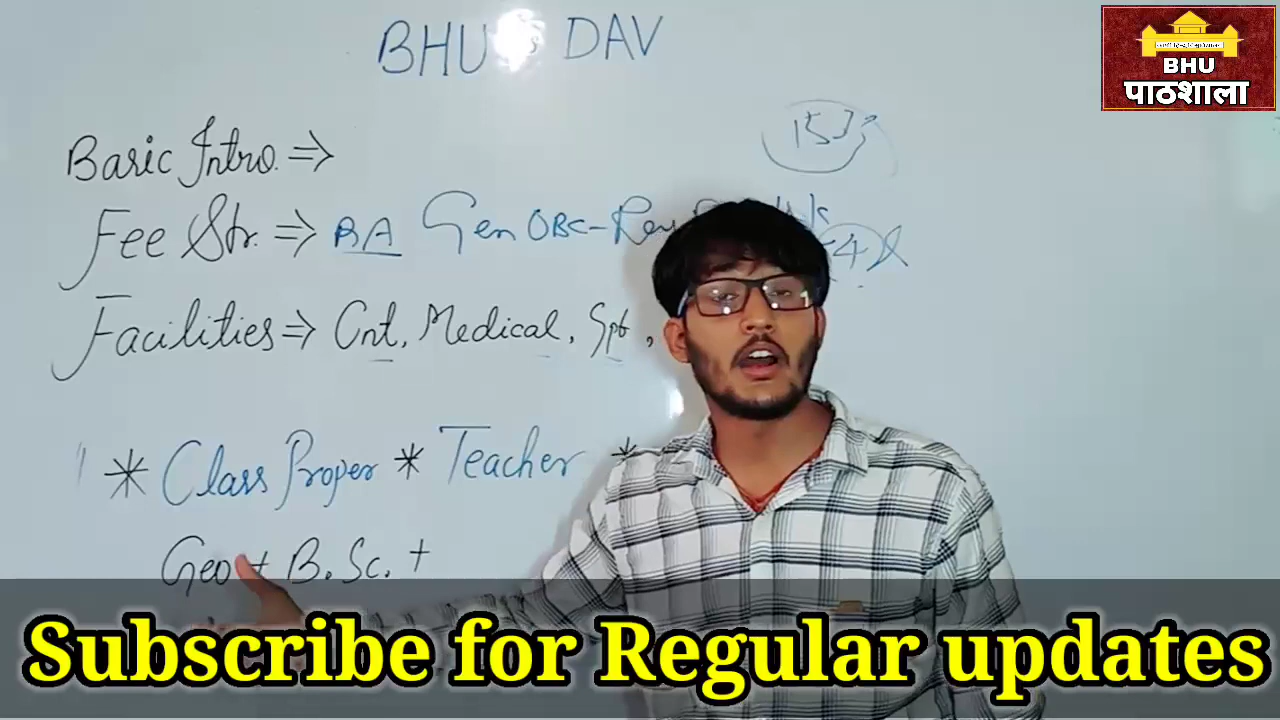 BHU DAV
BHU
पाठशाला
153
Basic Intro. ⇒
Fee Str. ⇒ BA Gen OBC-
Facilities ⇒ Cnt, Medical, Spt,
* Class Proper * Teacher *
Geo + B.Sc. +
Subscribe for Regular updates